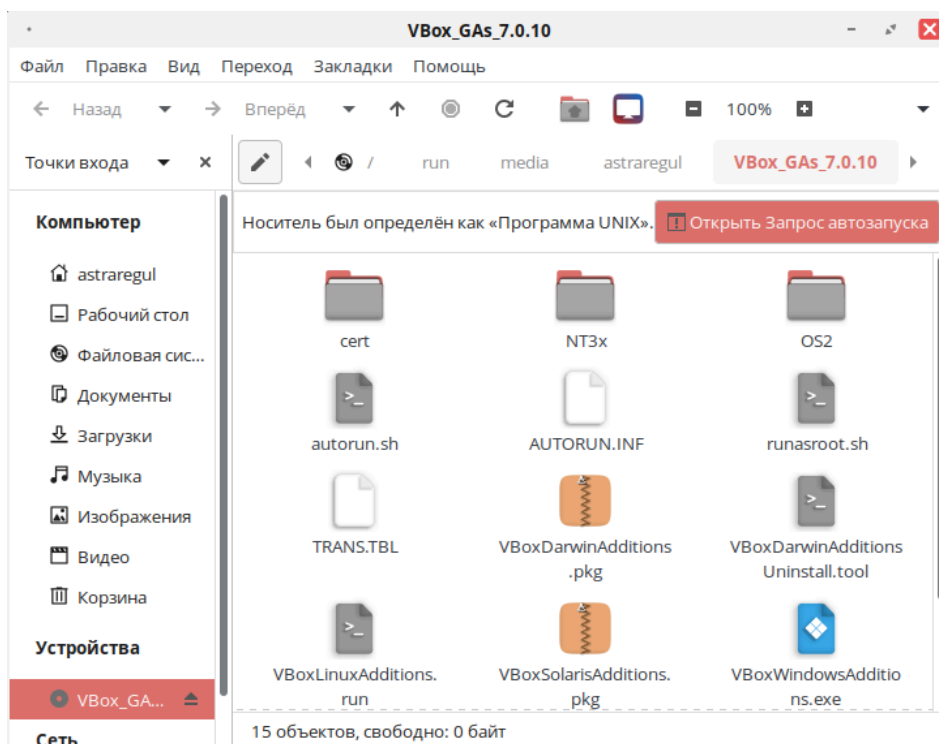 VBox_GAs_7.0.10
Файл Правка Вид Переход Закладки Помощь
Назад Вперёд 100%
Точки входа
/ run media astraregul VBox_GAs_7.0.10
Компьютер
astraregul
Рабочий стол
Файловая сис...
Документы
Загрузки
Музыка
Изображения
Видео
Корзина
Устройства
VBox_GA...
Сеть
Носитель был определён как «Программа UNIX». Открыть Запрос автозапуска
cert NT3x OS2
autorun.sh AUTORUN.INF runasroot.sh
TRANS.TBL VBoxDarwinAdditions VBoxDarwinAdditions
.pkg Uninstall.tool
VBoxLinuxAdditions. VBoxSolarisAdditions. VBoxWindowsAdditio
run pkg ns.exe
15 объектов, свободно: 0 байт